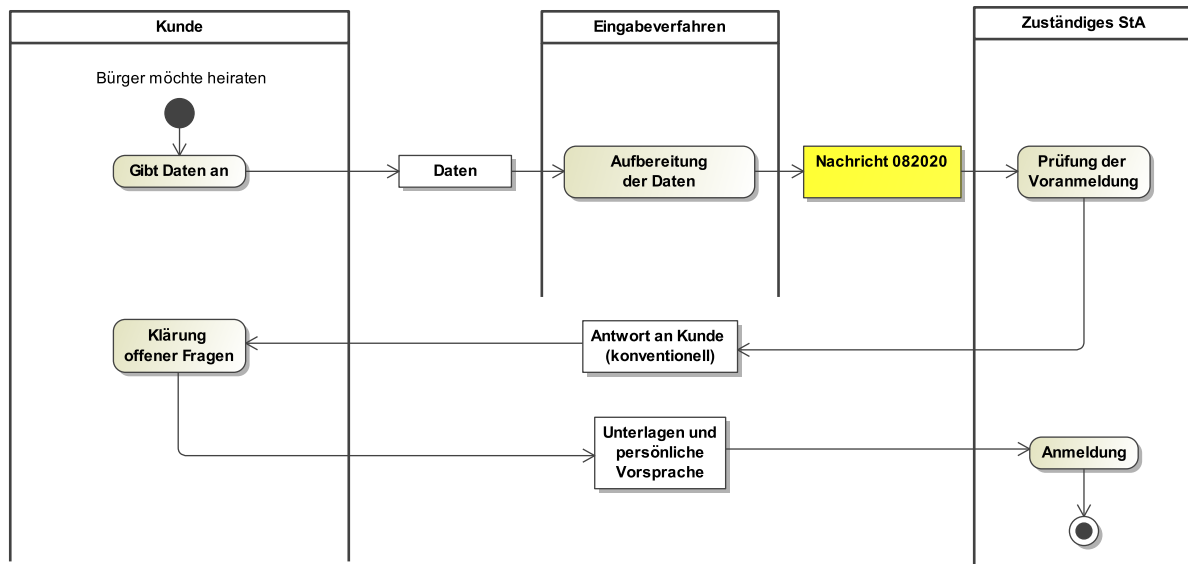 Kunde
Eingabeverfahren
Zuständiges StA
Bürger möchte heiraten
Gibt Daten an
Daten
Aufbereitung
der Daten
Nachricht 082020
Prüfung der
Voranmeldung
Klärung
offener Fragen
Antwort an Kunde
(konventionell)
Unterlagen und
persönliche
Vorsprache
Anmeldung